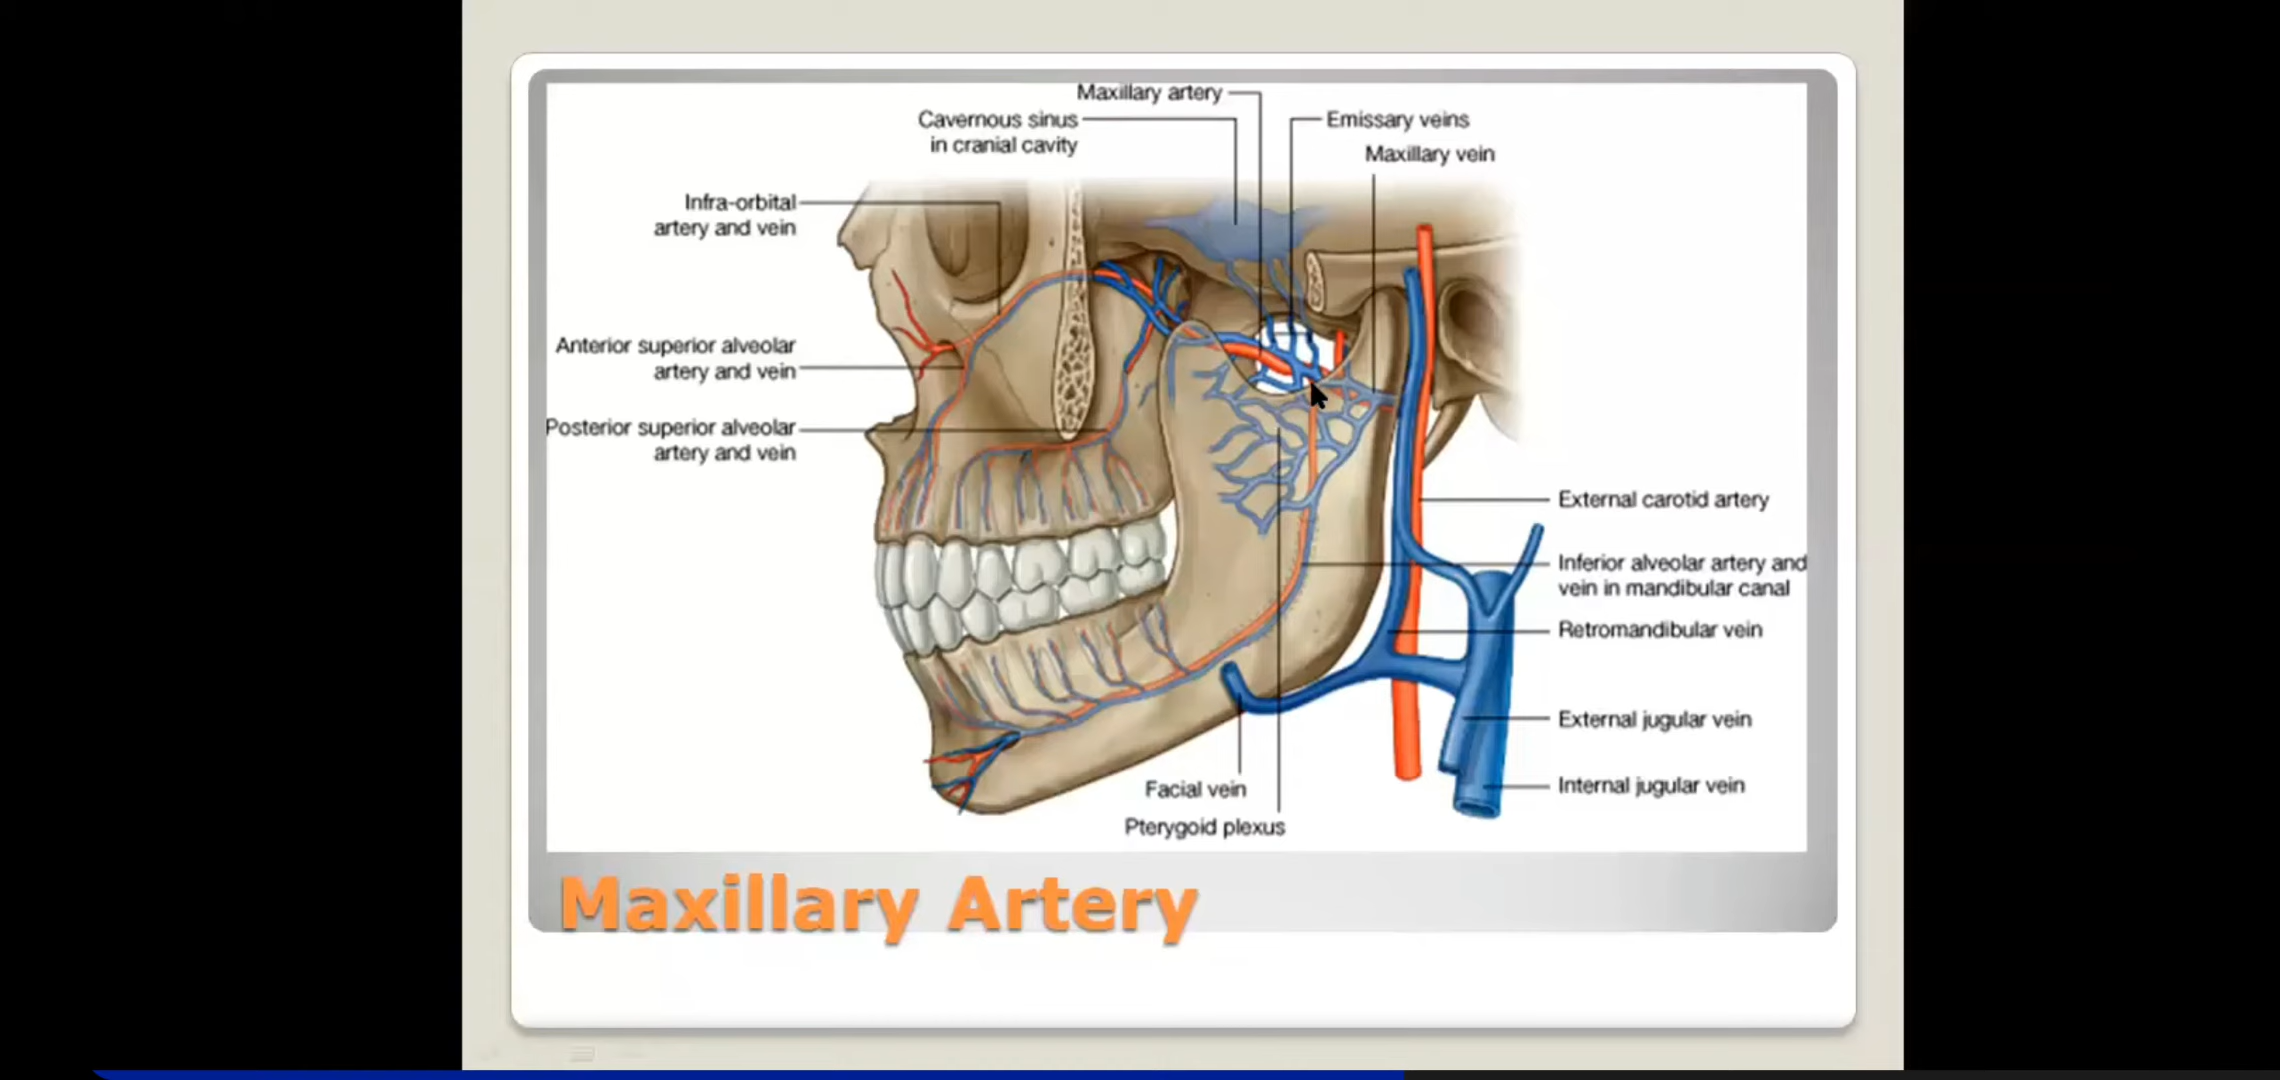 Maxillary artery
Cavernous sinus
in cranial cavity
Emissary veins
Maxillary vein
Infra-orbital
artery and vein
Anterior superior alveolar
artery and vein
Posterior superior alveolar
artery and vein
External carotid artery
Inferior alveolar artery and
vein in mandibular canal
Retromandibular vein
External jugular vein
Internal jugular vein
Facial vein
Pterygoid plexus
Maxillary Artery